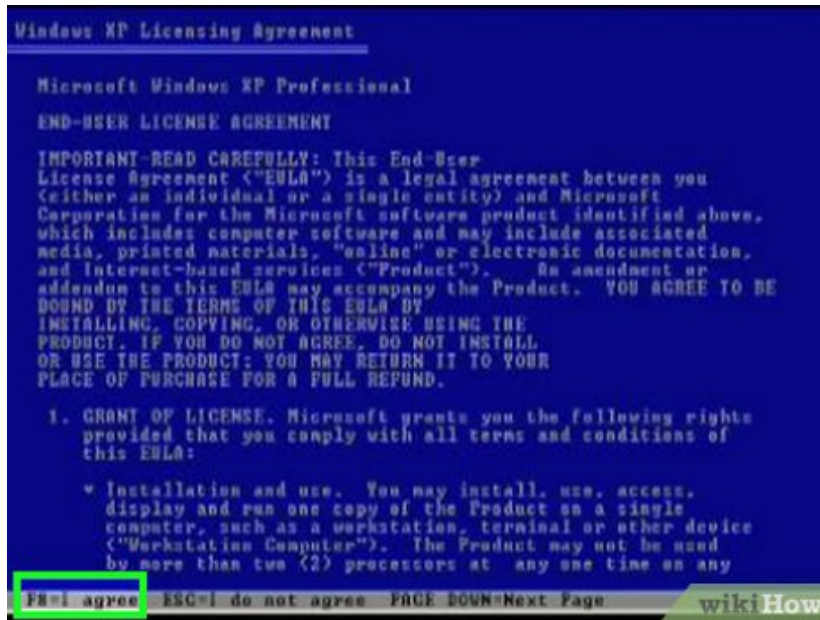 Windows XP Licensing Agreement
Microsoft Windows XP Professional
END-USER LICENSE AGREEMENT
IMPORTANT-READ CAREFULLY: This End-User
License Agreement ("EULA") is a legal agreement between you
(either an individual or a single entity) and Microsoft
Corporation for the Microsoft software product identified above,
which includes computer software and may include associated
media, printed materials, "online" or electronic documentation,
and Internet-based services ("Product"). An amendment or
addendum to this EULA may accompany the Product. YOU AGREE TO BE
BOUND BY THE TERMS OF THIS EULA BY
INSTALLING, COPYING, OR OTHERWISE USING THE
PRODUCT. IF YOU DO NOT AGREE, DO NOT INSTALL
OR USE THE PRODUCT; YOU MAY RETURN IT TO YOUR
PLACE OF PURCHASE FOR A FULL REFUND.
1. GRANT OF LICENSE. Microsoft grants you the following rights
provided that you comply with all terms and conditions of
this EULA:
* Installation and use. You may install, use, access,
display and run one copy of the Product on a single
computer, such as a workstation, terminal or other device
("Workstation Computer"). The Product may not be used
by more than two (2) processors at any one time on any
F8=I agree ESC=I do not agree PAGE DOWN=Next Page
wikiHow